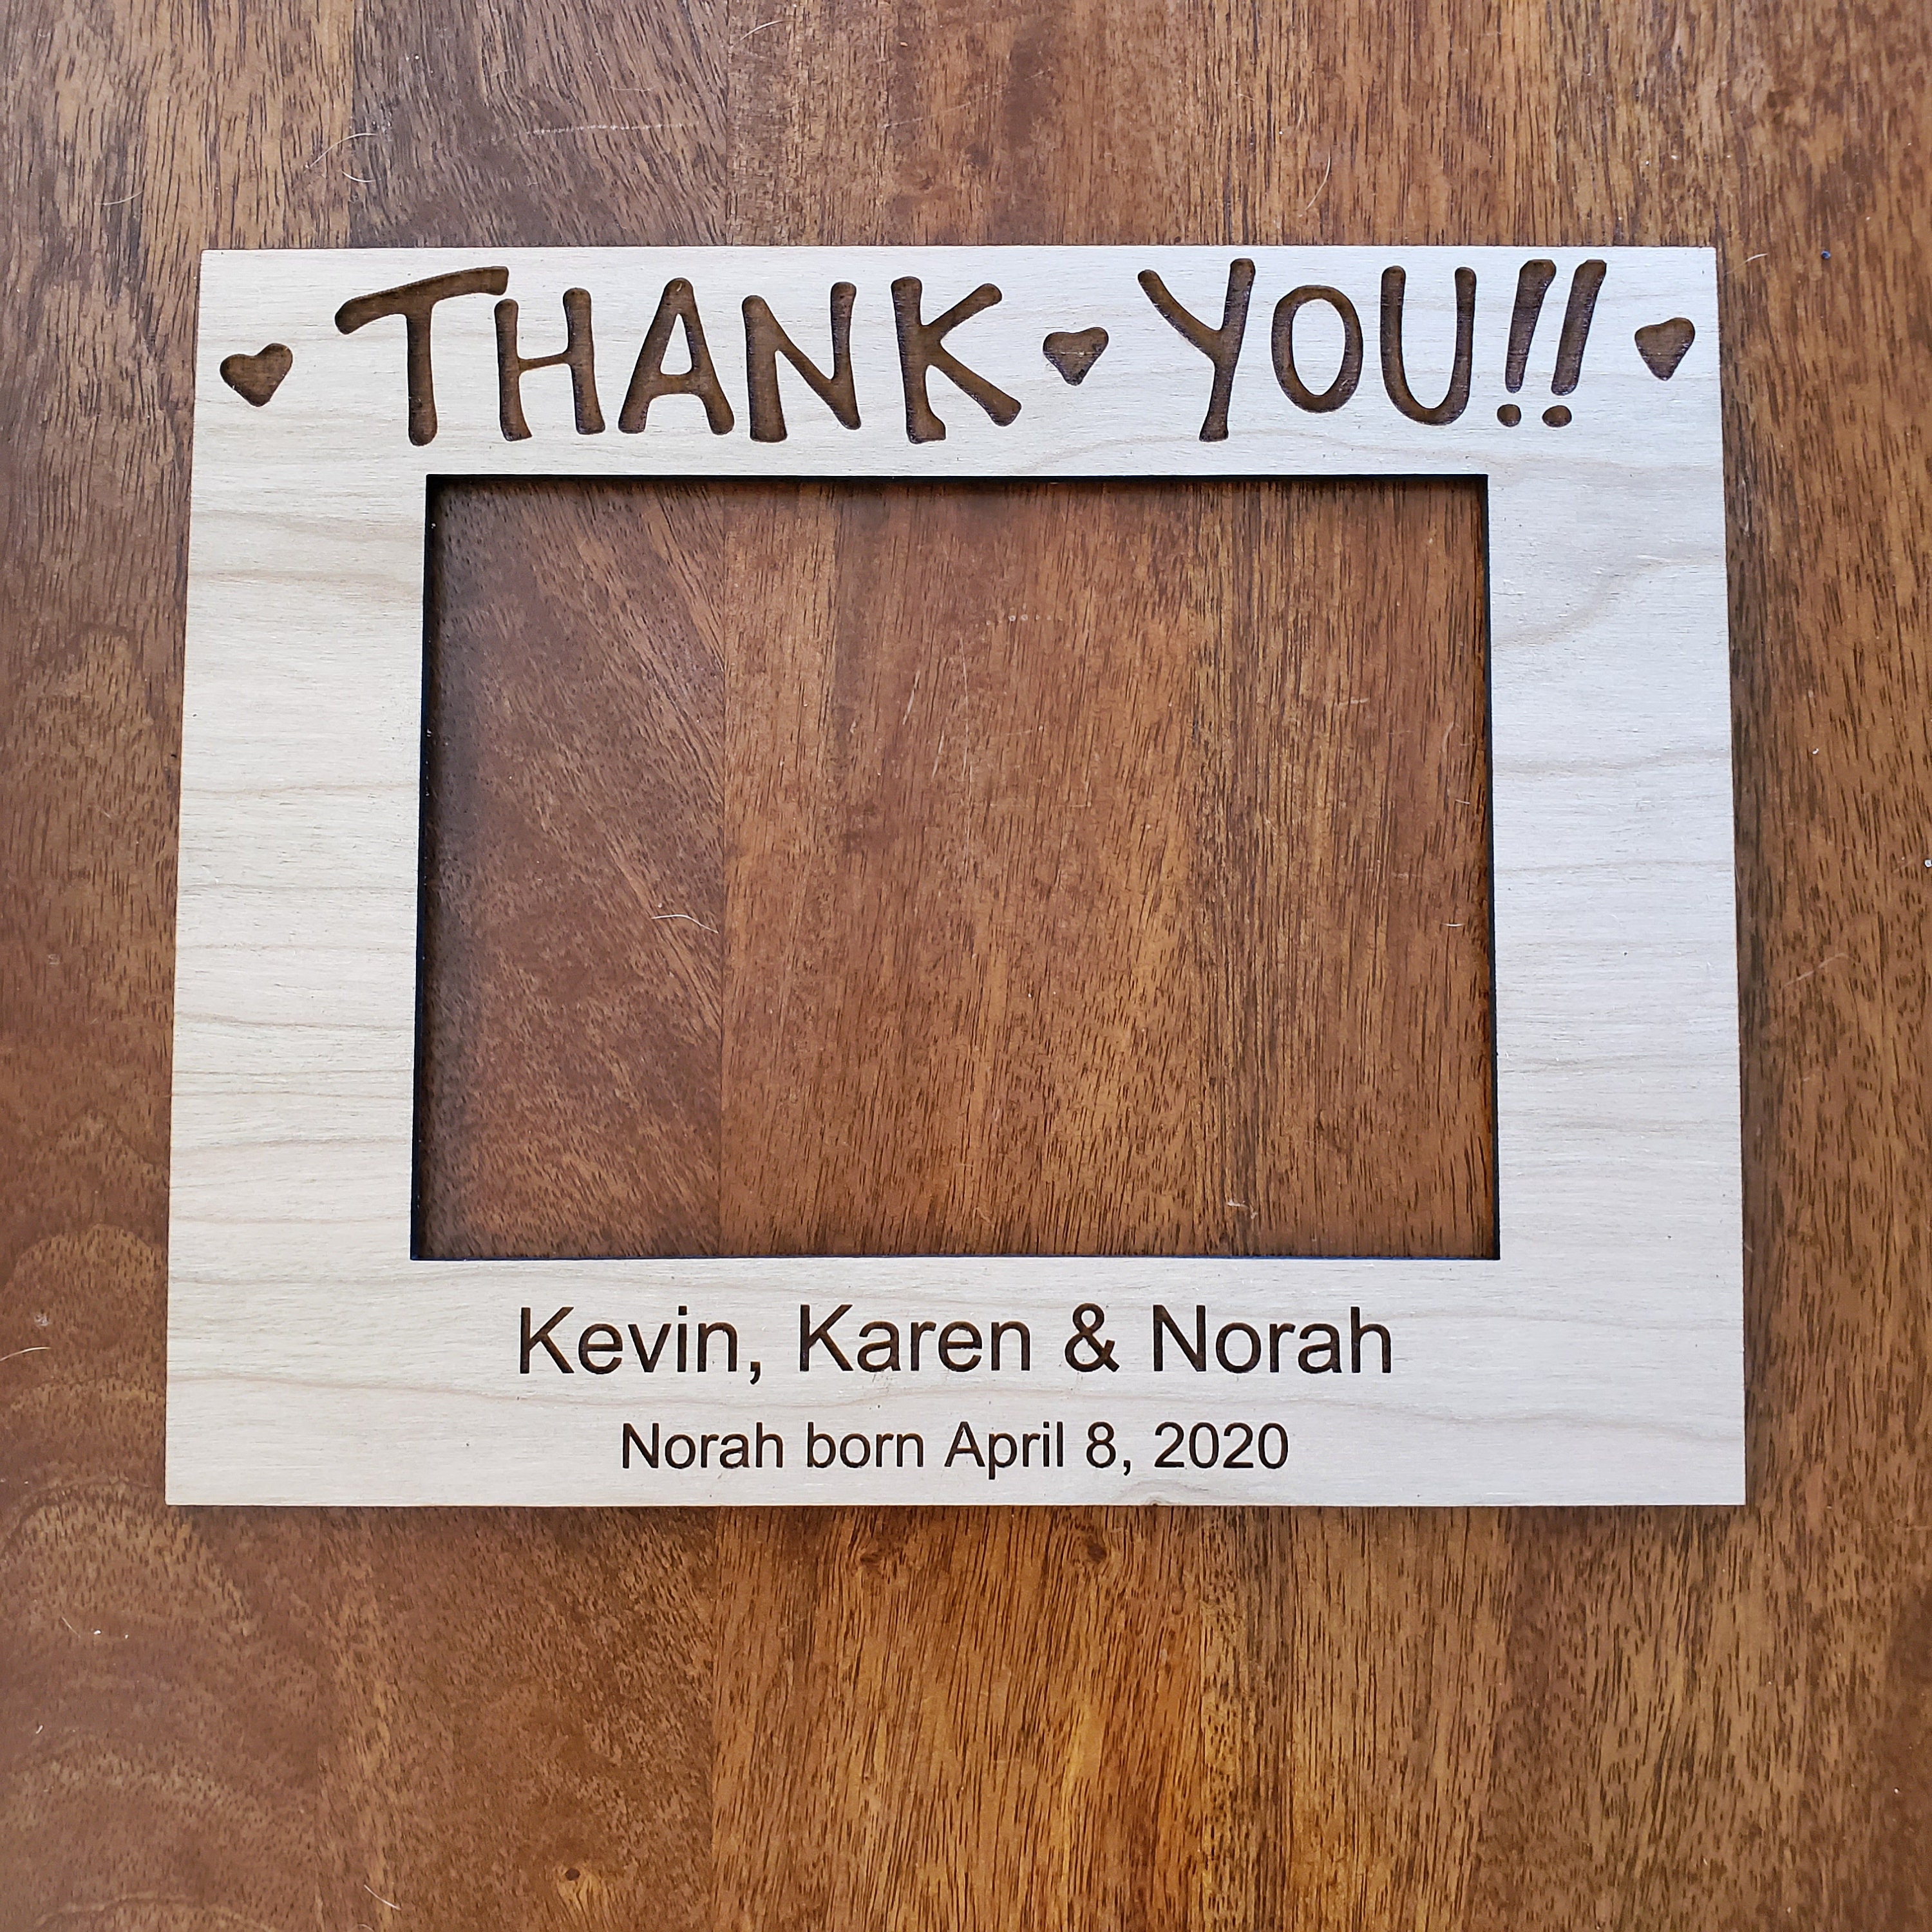 THANK YOU!!
Kevin, Karen & Norah
Norah born April 8, 2020